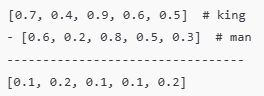 [0.7, 0.4, 0.9, 0.6, 0.5]  # king
- [0.6, 0.2, 0.8, 0.5, 0.3]  # man
--------------------------------
[0.1, 0.2, 0.1, 0.1, 0.2]